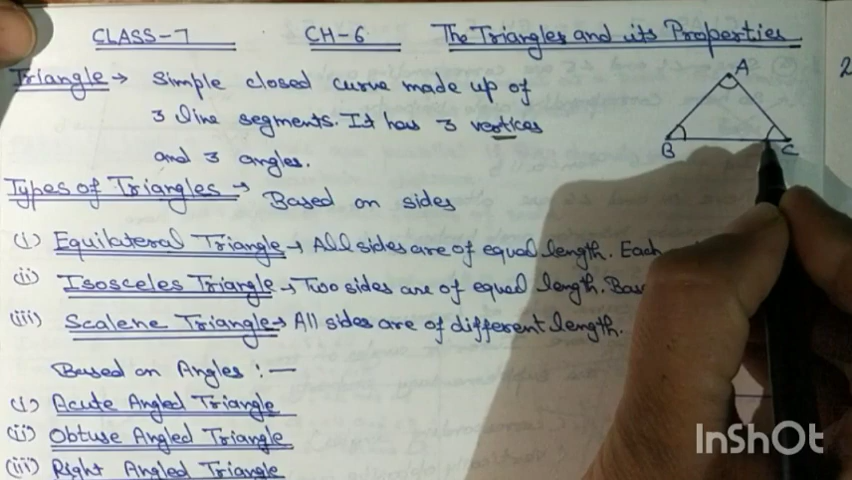 CLASS-7 CH-6 The Triangles and its Properties
Triangle → Simple closed curve made up of
3 line segments. It has 3 vertices
and 3 angles.
A
B C
2
Types of Triangles → Based on sides
(i) Equilateral Triangle → All sides are of equal length. Each
(ii) Isosceles Triangle → Two sides are of equal length.
(iii) Scalene Triangle → All sides are of different length.
Based on Angles :—
(i) Acute Angled Triangle
(ii) Obtuse Angled Triangle
(iii) Right Angled Triangle
InShOt